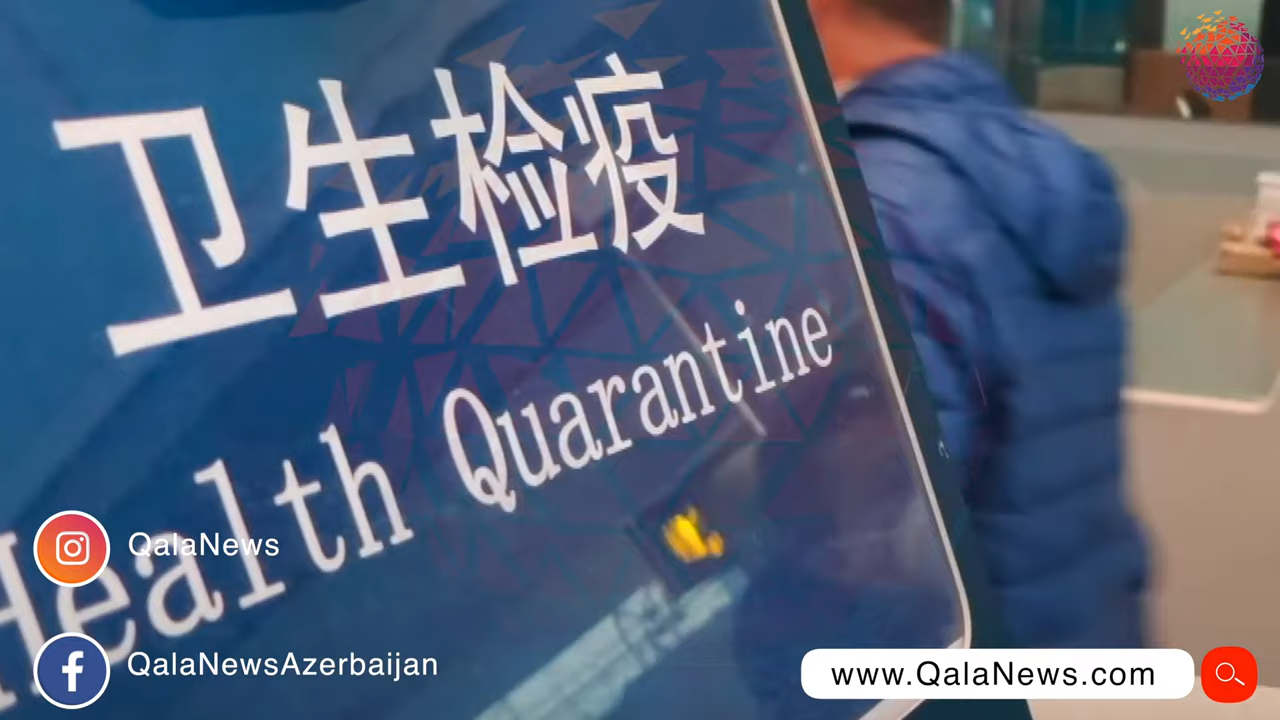 卫生检疫
Health Quarantine
QalaNews
QalaNewsAzerbaijan
www.QalaNews.com